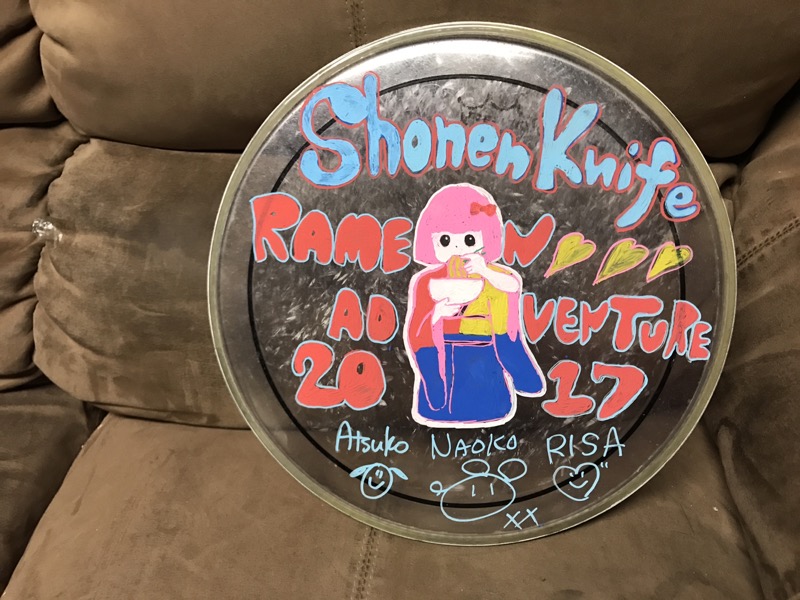 Shonen Knife
RAMEN
ADVENTURE
2017
Atsuko NAOKO RISA
XX